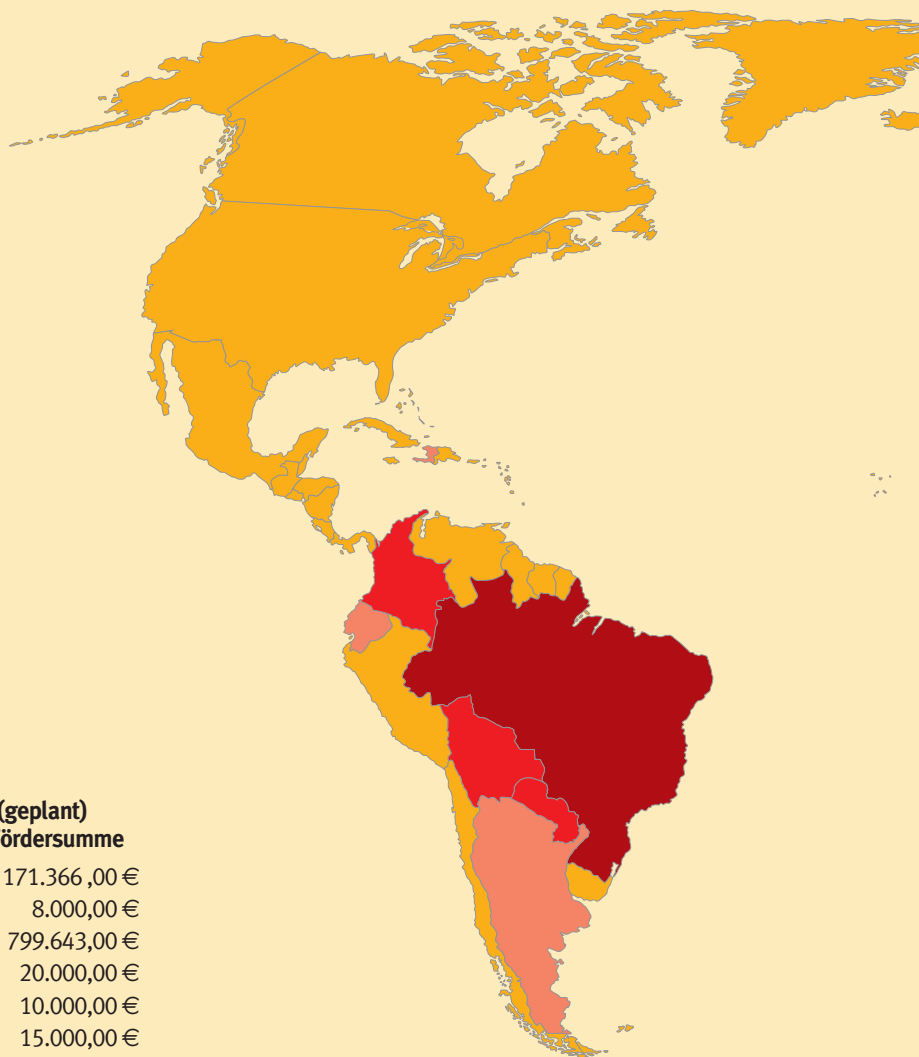 (geplant)
ördersumme
171.366 ,00 €
8.000,00 €
799.643,00 €
20.000,00 €
10.000,00 €
15.000,00 €